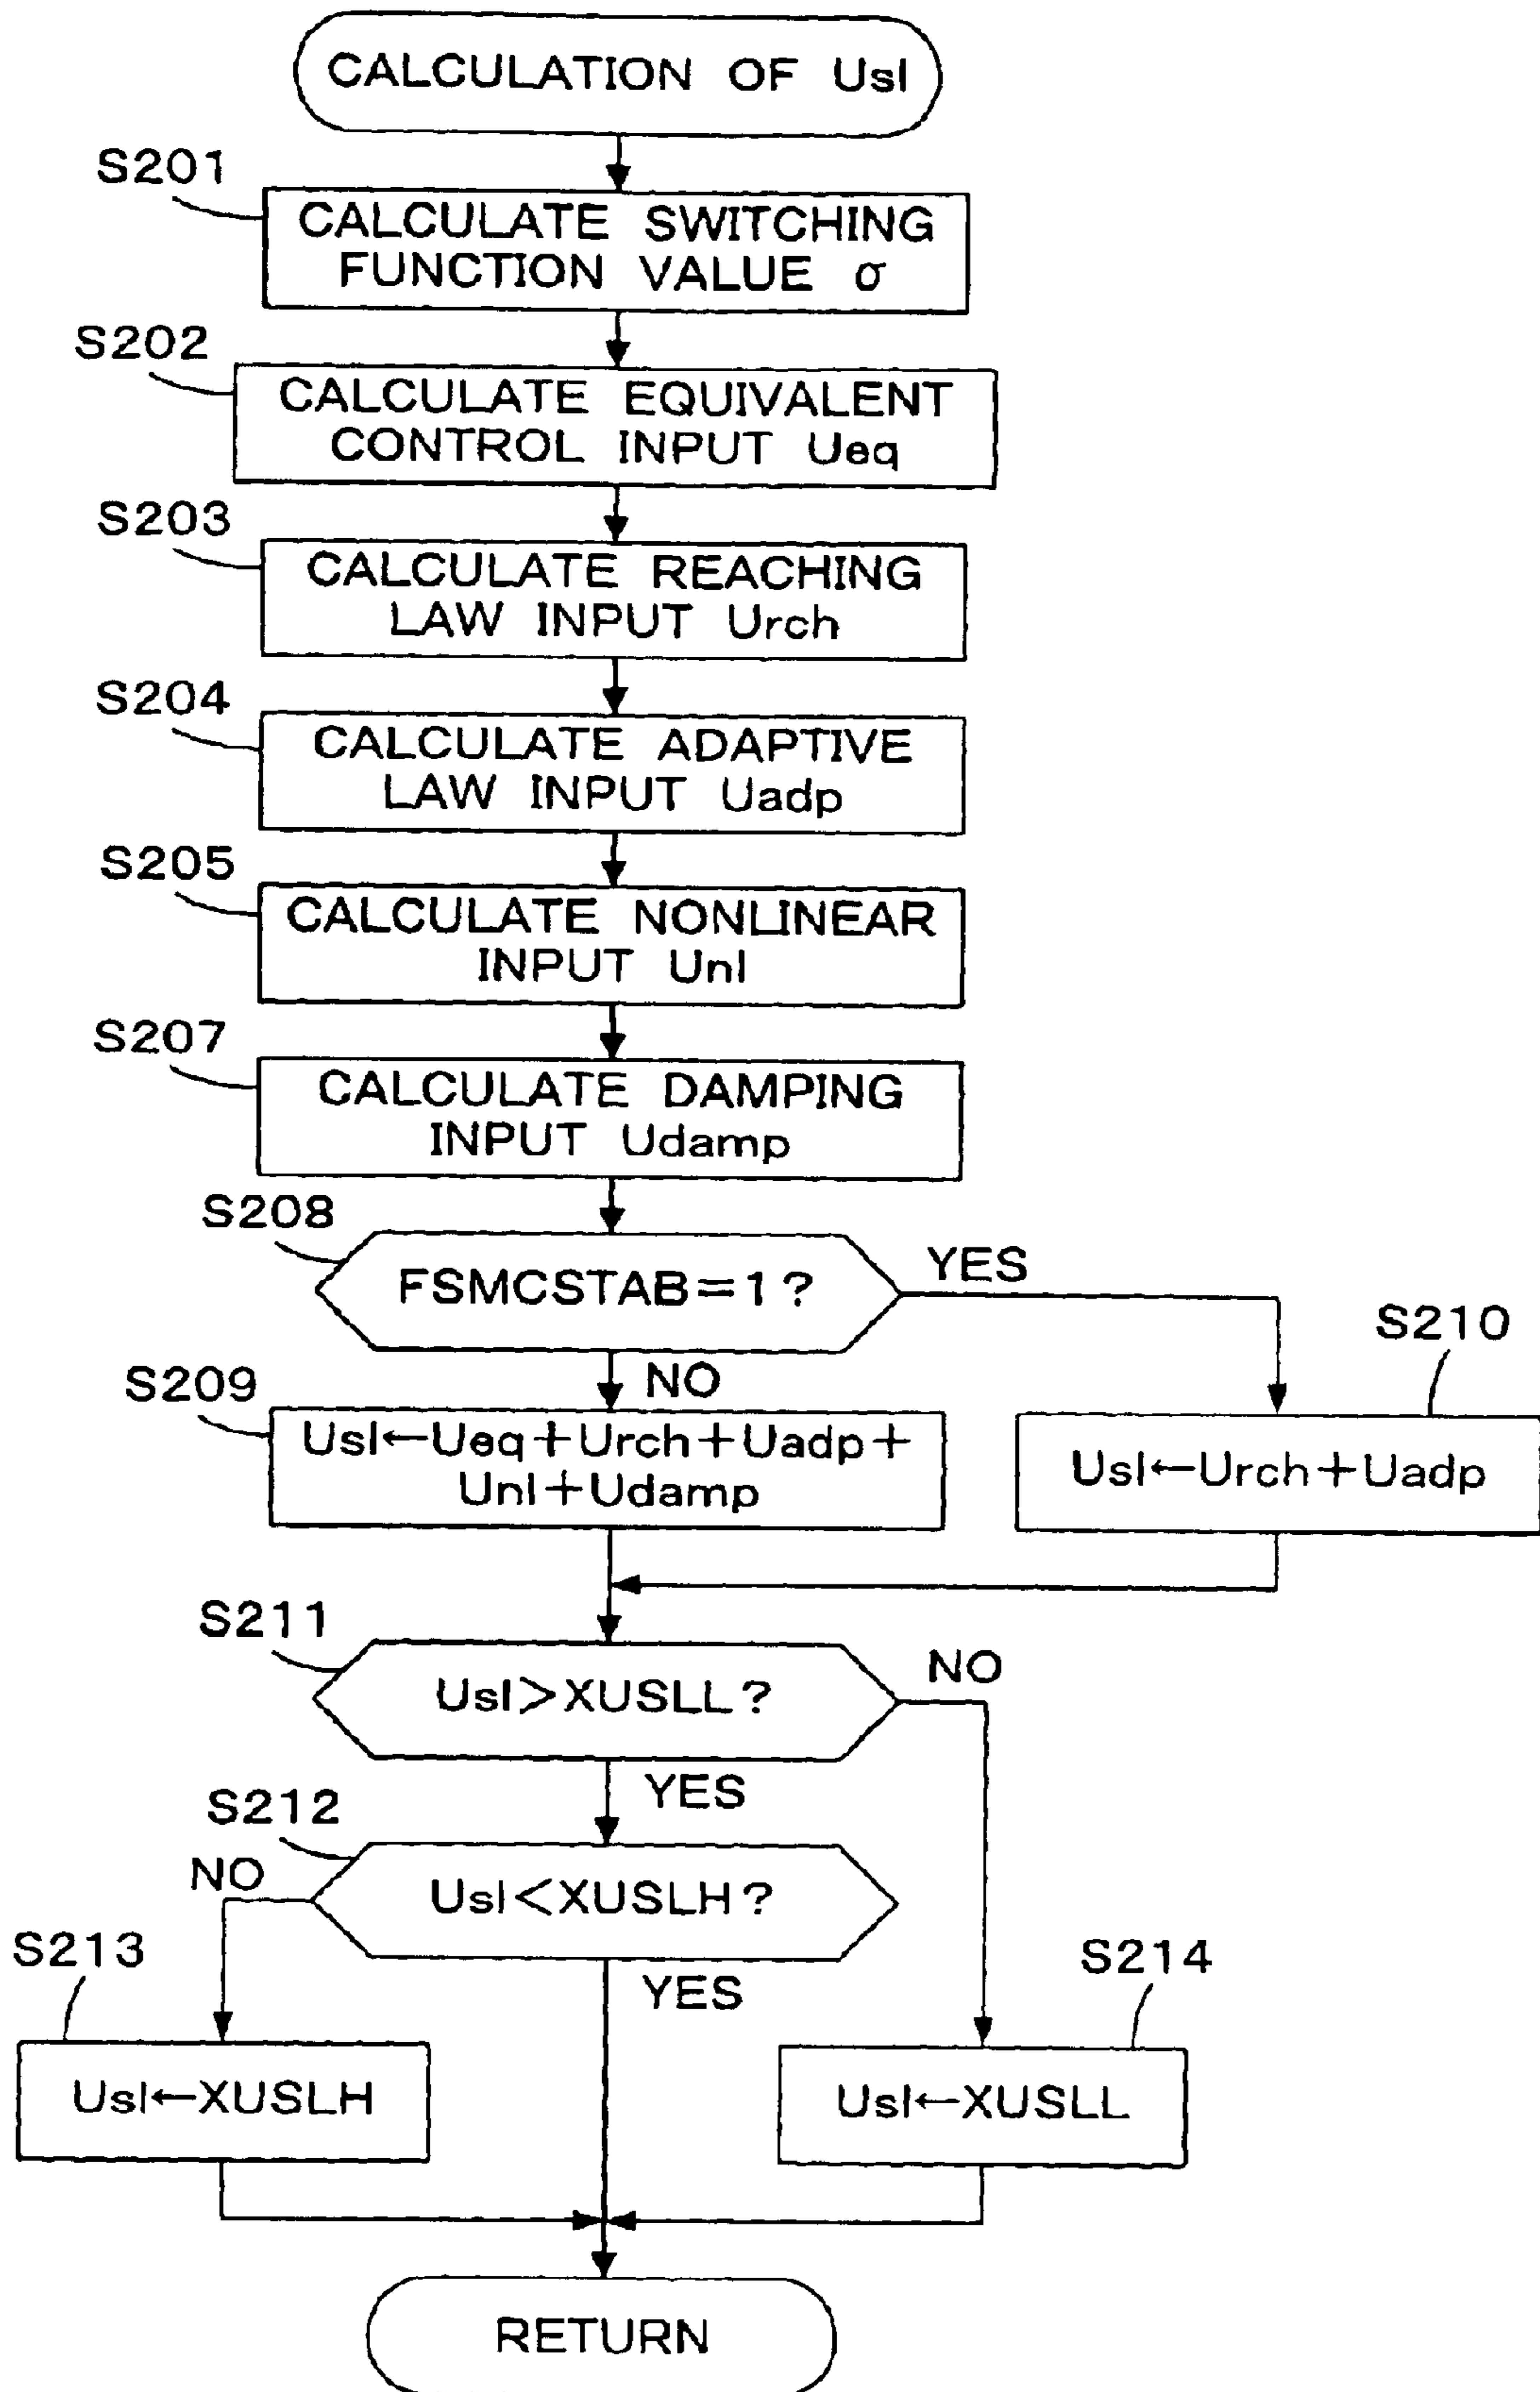 CALCULATION OF Usl
S201
CALCULATE SWITCHING
FUNCTION VALUE σ
S202
CALCULATE EQUIVALENT
CONTROL INPUT Ueq
S203
CALCULATE REACHING
LAW INPUT Urch
S204
CALCULATE ADAPTIVE
LAW INPUT Uadp
S205
CALCULATE NONLINEAR
INPUT Unl
S207
CALCULATE DAMPING
INPUT Udamp
S208
FSMCSTAB=1?
YES
NO
S209
Usl←Ueq+Urch+Uadp+
Unl+Udamp
S210
Usl←Urch+Uadp
S211
Usl>XUSLL?
NO
YES
S212
Usl<XUSLH?
NO
YES
S213
Usl←XUSLH
S214
Usl←XUSLL
RETURN